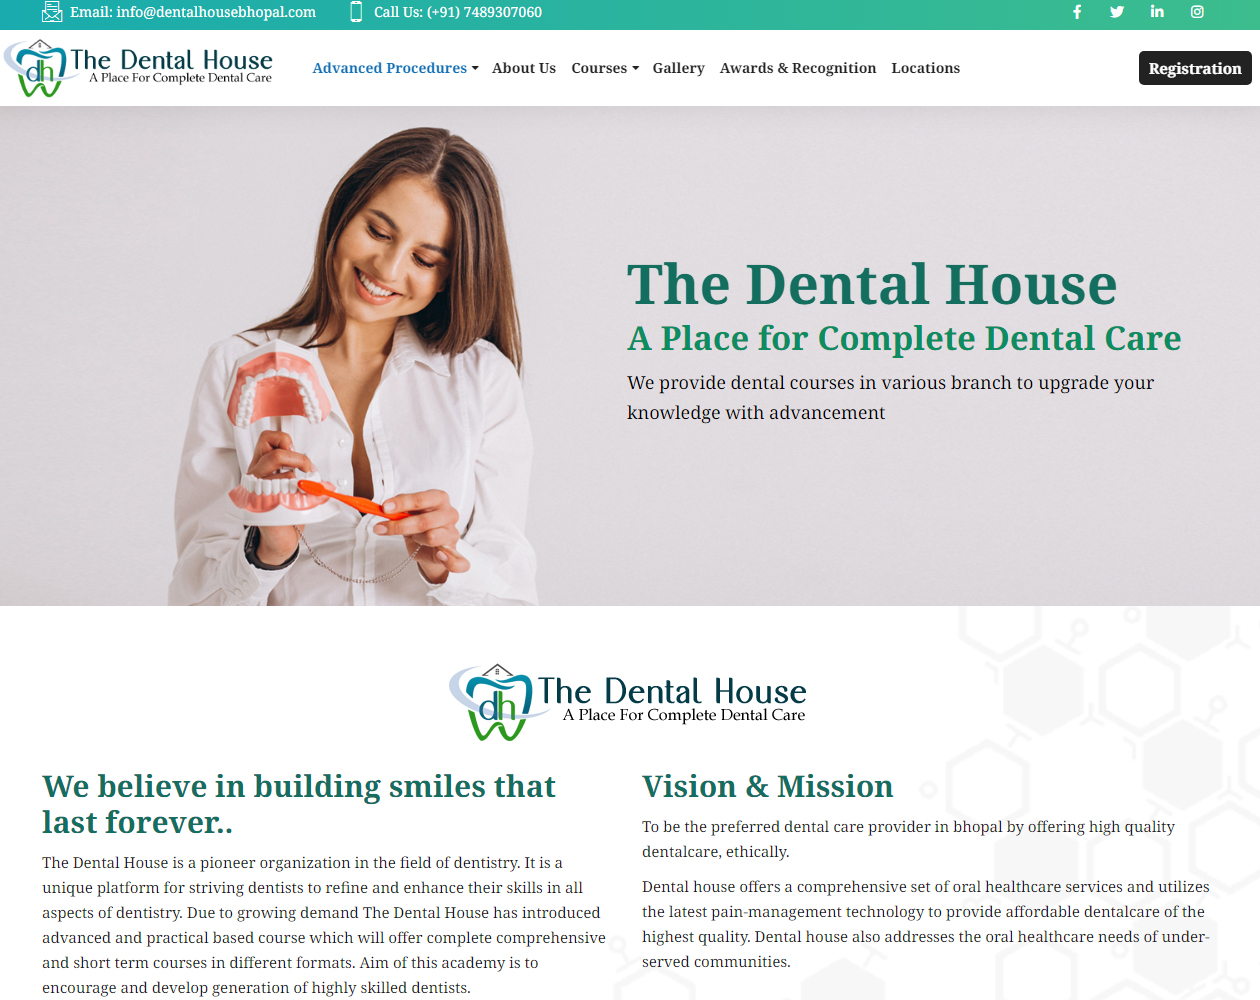 Email: info@dentalhousebhopal.com
Call Us: (+91) 7489307060
dh
The Dental House
A Place For Complete Dental Care
Advanced Procedures
About Us
Courses
Gallery
Awards & Recognition
Locations
Registration
The Dental House
A Place for Complete Dental Care
We provide dental courses in various branch to upgrade your
knowledge with advancement
dh
The Dental House
A Place For Complete Dental Care
We believe in building smiles that
last forever..
The Dental House is a pioneer organization in the field of dentistry. It is a
unique platform for striving dentists to refine and enhance their skills in all
aspects of dentistry. Due to growing demand The Dental House has introduced
advanced and practical based course which will offer complete comprehensive
and short term courses in different formats. Aim of this academy is to
encourage and develop generation of highly skilled dentists.
Vision & Mission
To be the preferred dental care provider in bhopal by offering high quality
dentalcare, ethically.
Dental house offers a comprehensive set of oral healthcare services and utilizes
the latest pain-management technology to provide affordable dentalcare of the
highest quality. Dental house also addresses the oral healthcare needs of under-
served communities.